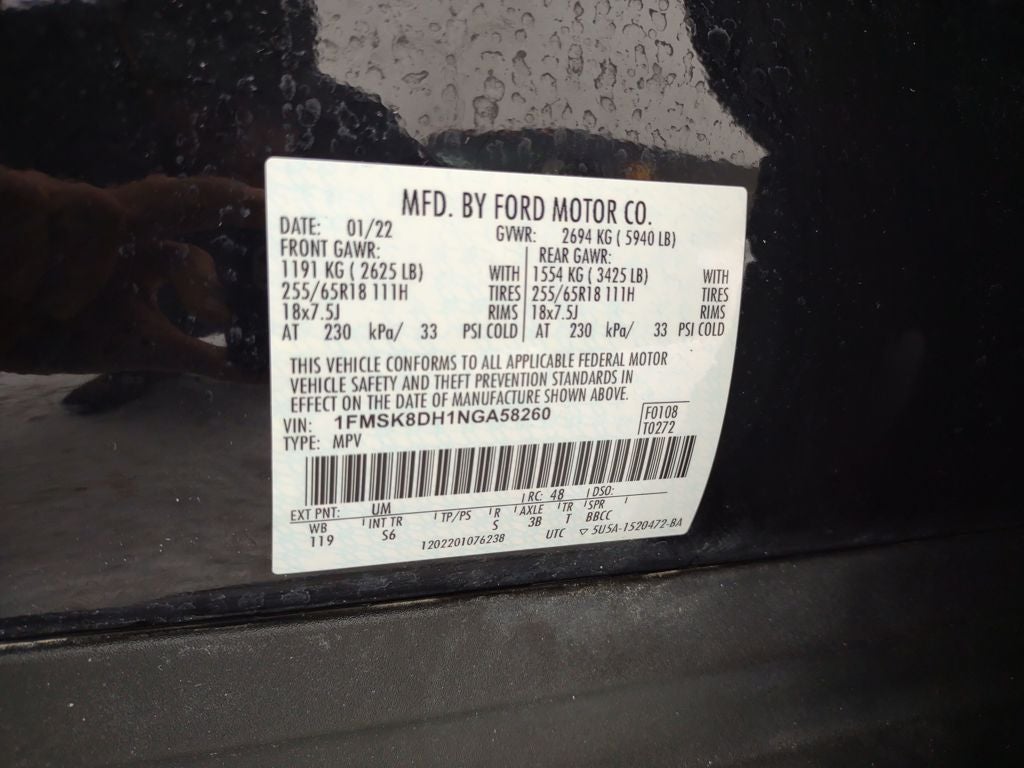 MFD. BY FORD MOTOR CO.
DATE: 01/22 GVWR: 2694 KG ( 5940 LB)
FRONT GAWR: REAR GAWR:
1191 KG ( 2625 LB) WITH 1554 KG ( 3425 LB) WITH
255/65R18 111H TIRES 255/65R18 111H TIRES
18x7.5J RIMS 18x7.5J RIMS
AT 230 kPa/ 33 PSI COLD AT 230 kPa/ 33 PSI COLD
THIS VEHICLE CONFORMS TO ALL APPLICABLE FEDERAL MOTOR
VEHICLE SAFETY AND THEFT PREVENTION STANDARDS IN
EFFECT ON THE DATE OF MANUFACTURE SHOWN ABOVE.
VIN: 1FMSK8DH1NGA58260 F0108
TYPE: MPV T0272
EXT PNT: UM RC: 48 DSO:
WB INT TR TP/PS R AXLE TR SPR
119 S6 S 3B T BBCC
1202201076238 UTC ▽ 5U5A-1520472-BA